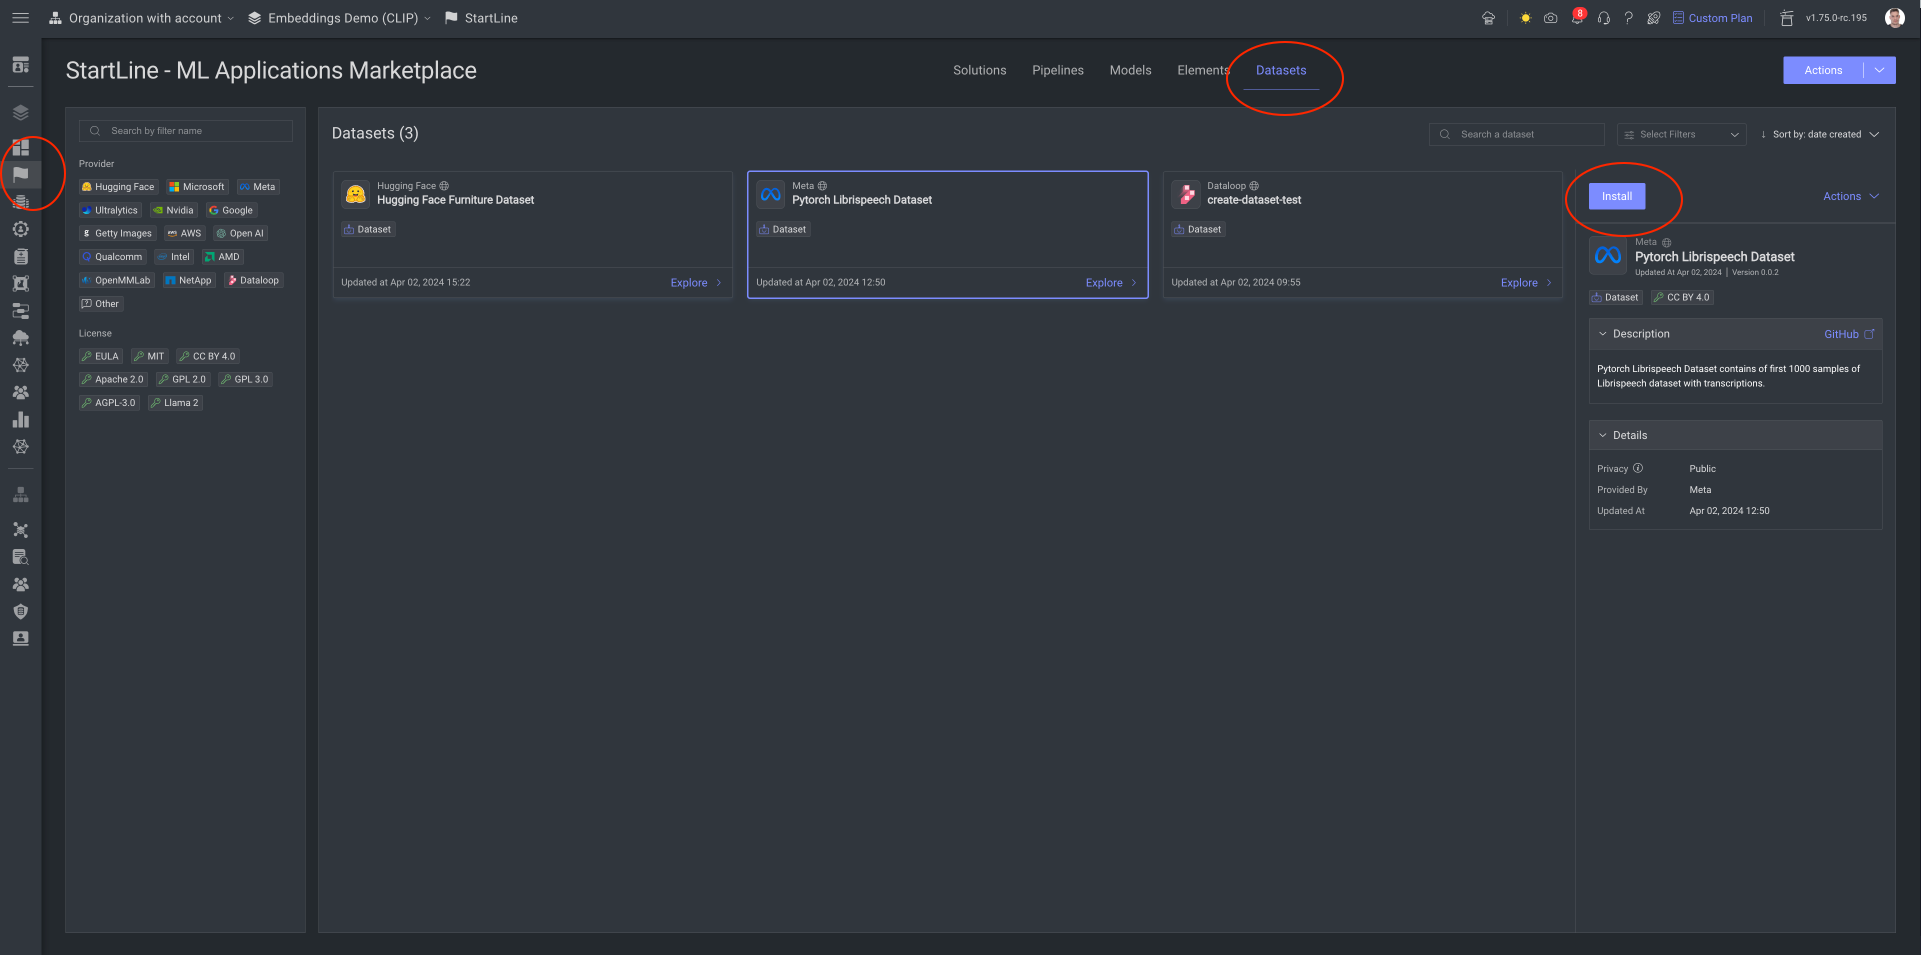 Organization with account
Embeddings Demo (CLIP)
StartLine
8
Custom Plan
v1.75.0-rc.195
StartLine - ML Applications Marketplace
Solutions
Pipelines
Models
Elements
Datasets
Actions
Search by filter name
Provider
Hugging Face
Microsoft
Meta
Ultralytics
Nvidia
Google
Getty Images
AWS
Open AI
Qualcomm
Intel
AMD
OpenMMLab
NetApp
Dataloop
Other
License
EULA
MIT
CC BY 4.0
Apache 2.0
GPL 2.0
GPL 3.0
AGPL-3.0
Llama 2
Datasets (3)
Search a dataset
Select Filters
Sort by: date created
Hugging Face
Hugging Face Furniture Dataset
Dataset
Updated at Apr 02, 2024 15:22
Explore
Meta
Pytorch Librispeech Dataset
Dataset
Updated at Apr 02, 2024 12:50
Explore
Dataloop
create-dataset-test
Dataset
Updated at Apr 02, 2024 09:55
Explore
Install
Actions
Meta
Pytorch Librispeech Dataset
Updated At Apr 02, 2024 | Version 0.0.2
Dataset
CC BY 4.0
Description
GitHub
Pytorch Librispeech Dataset contains of first 1000 samples of
Librispeech dataset with transcriptions.
Details
Privacy
Public
Provided By
Meta
Updated At
Apr 02, 2024 12:50